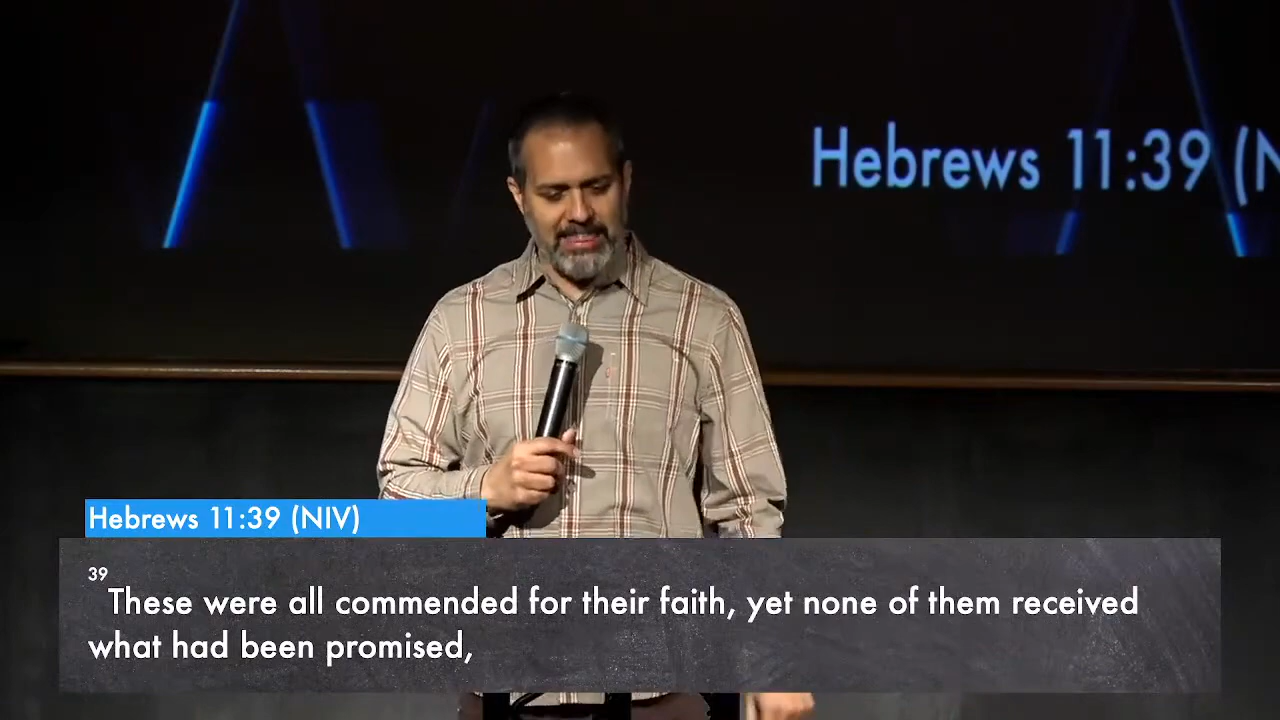 Hebrews 11:39 (N
Hebrews 11:39 (NIV)
39
These were all commended for their faith, yet none of them received
what had been promised,